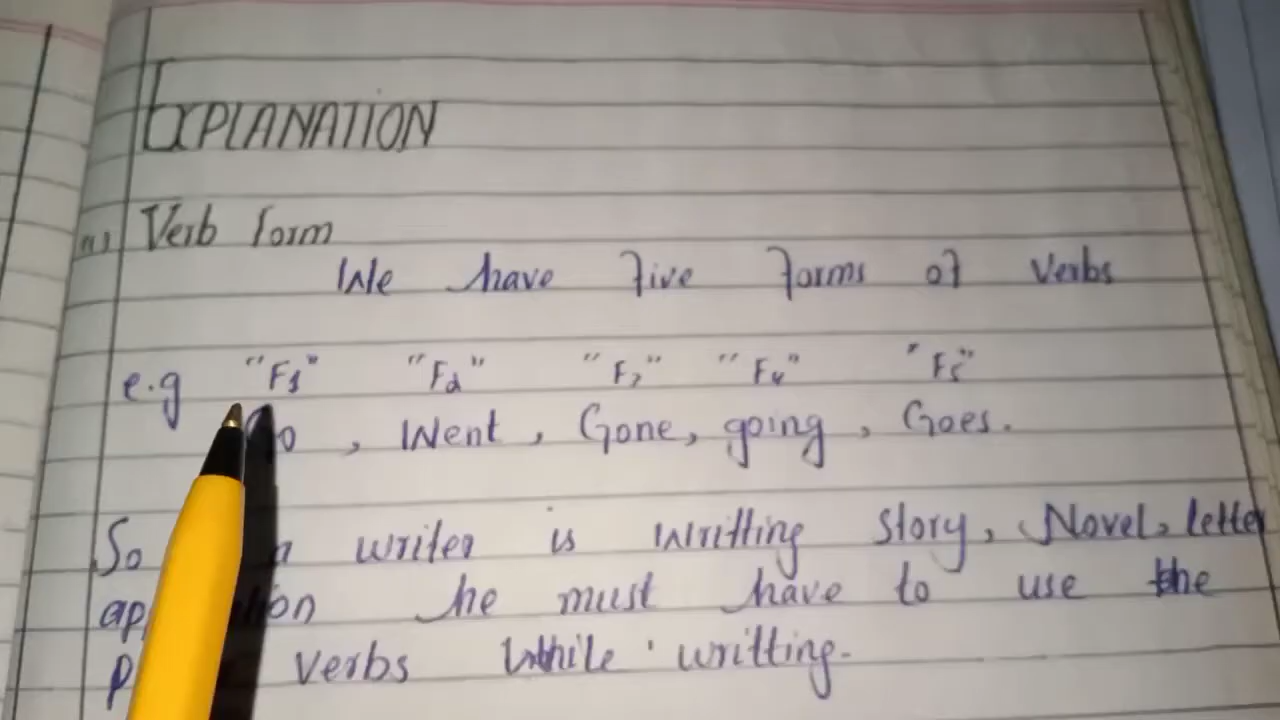 EXPLANATION
(a) Verb form
We have five forms of Verbs
e.g "F1" "F2" "F3" "F4" "F5"
Go, Went, Gone, going, Goes.
So a writer is writting story, Novel, letter
he must have to use the
verbs while writting.